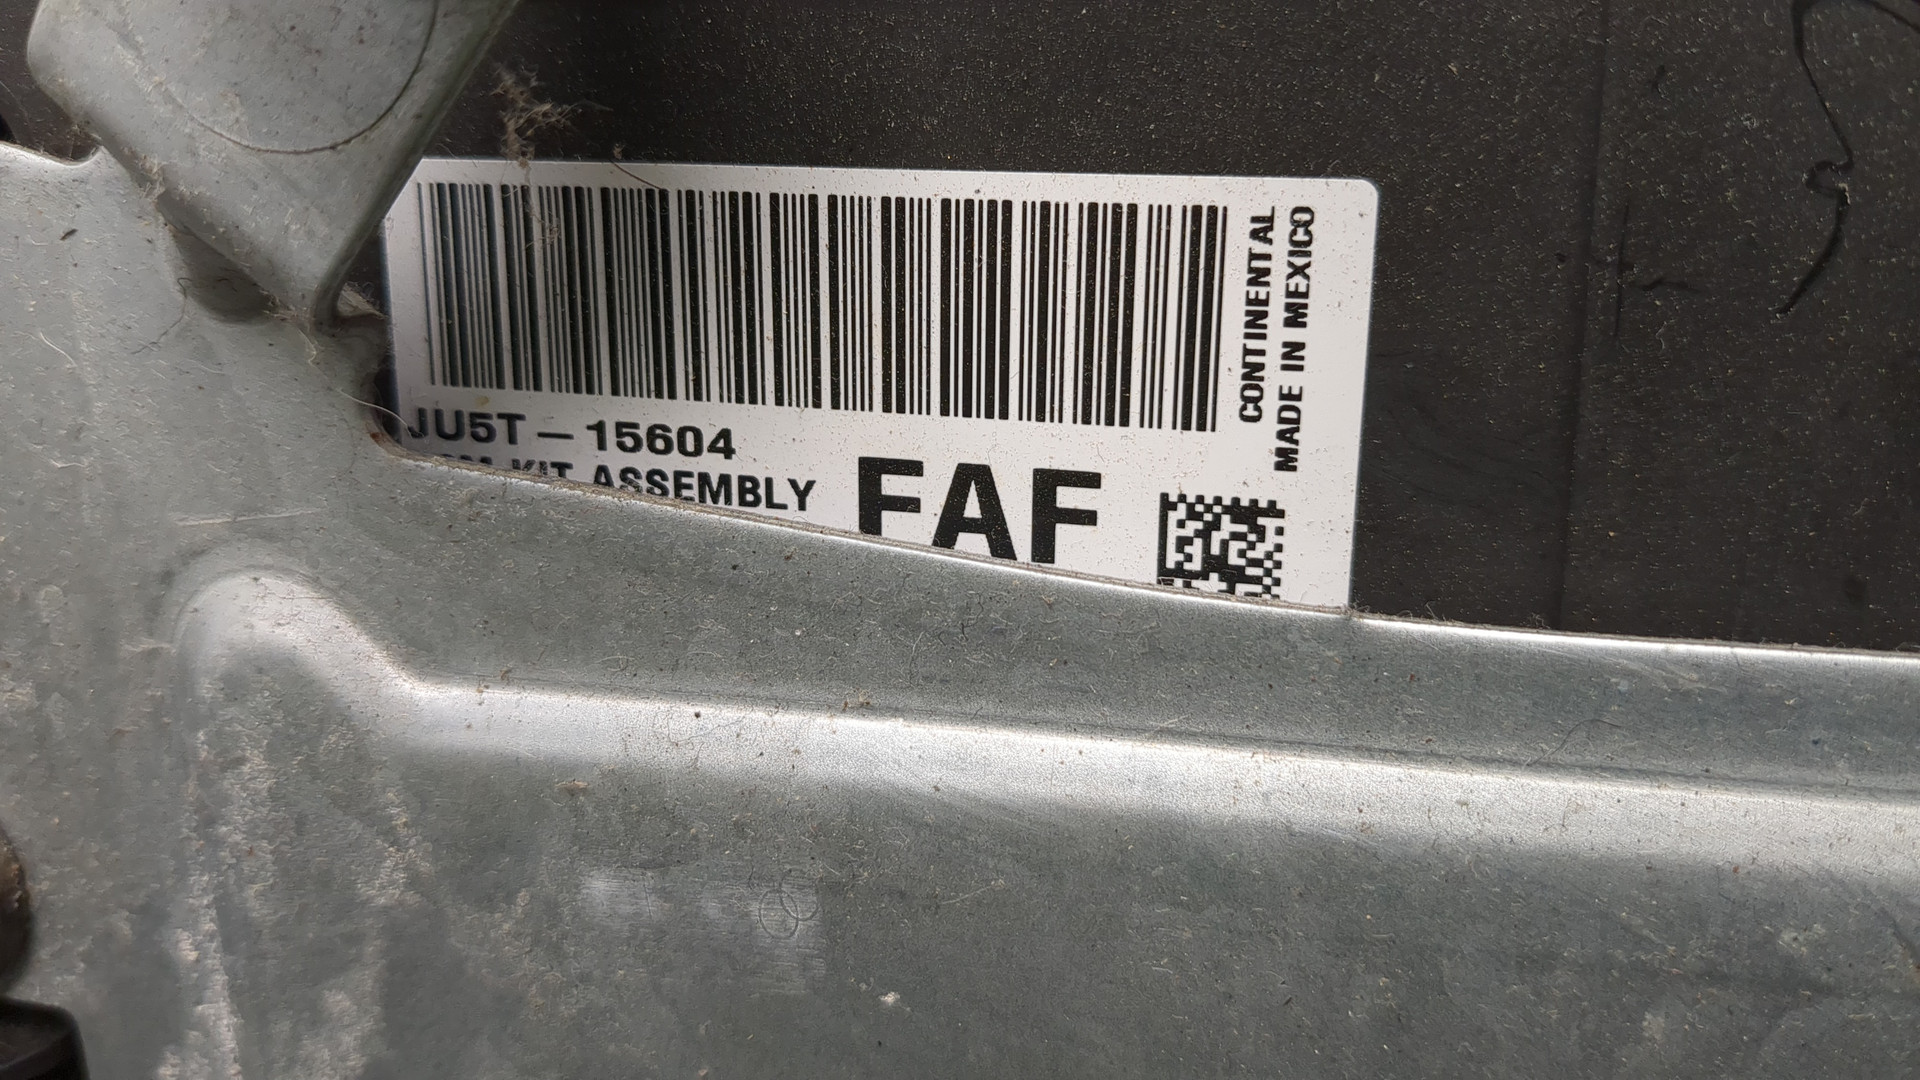 JU5T-15604
KIT ASSEMBLY
FAF
CONTINENTAL
MADE IN MEXICO